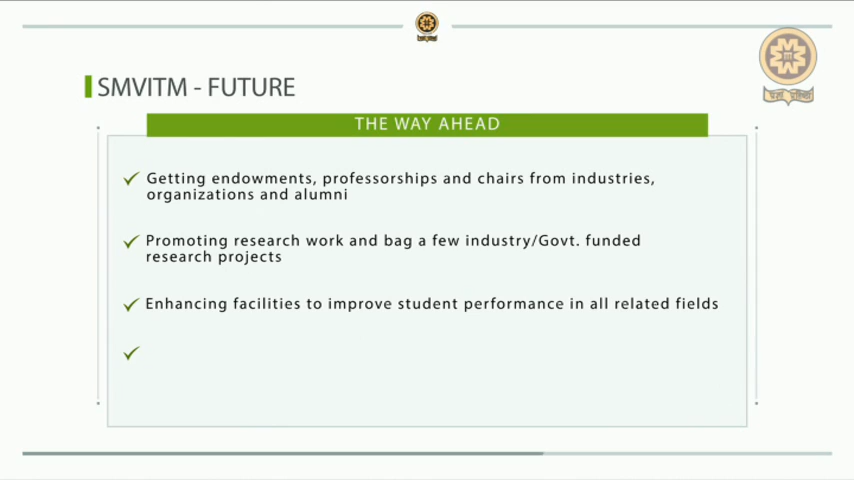 SMVITM - FUTURE
THE WAY AHEAD
Getting endowments, professorships and chairs from industries,
organizations and alumni
Promoting research work and bag a few industry/Govt. funded
research projects
Enhancing facilities to improve student performance in all related fields